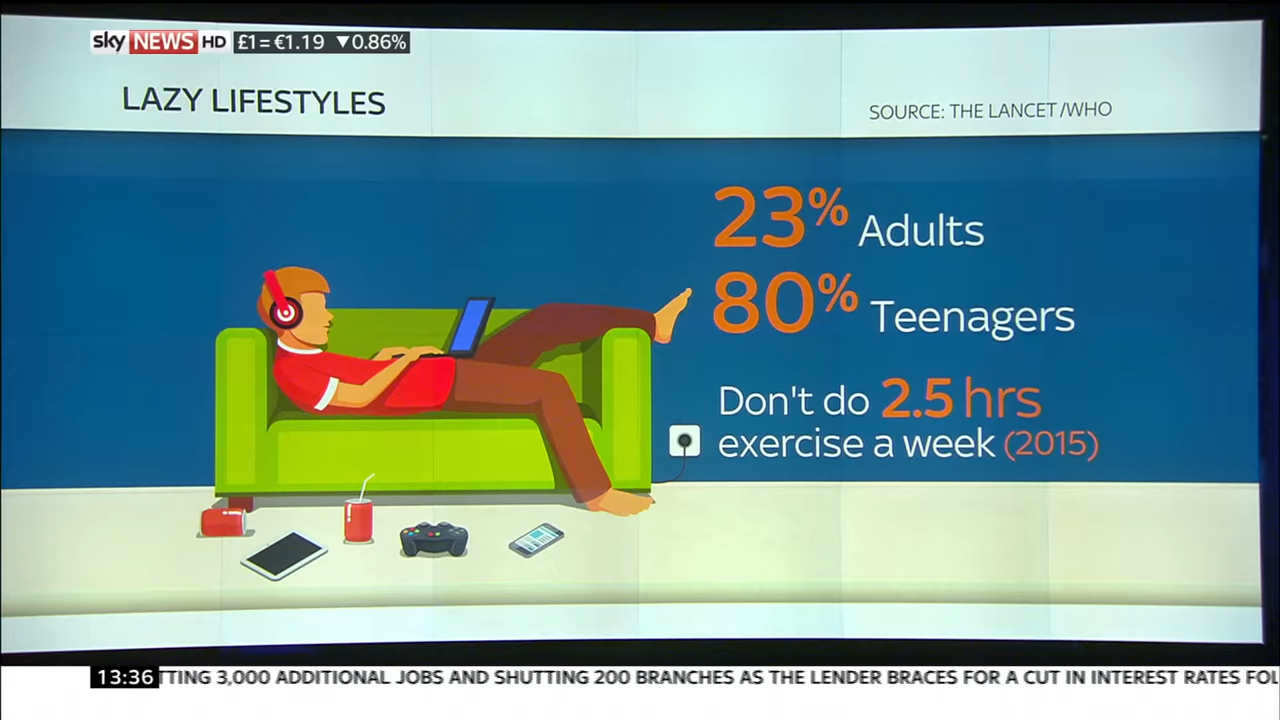 sky NEWS HD £1=€1.19 ▼0.86%
LAZY LIFESTYLES
SOURCE: THE LANCET/WHO
23% Adults
80% Teenagers
Don't do 2.5 hrs
exercise a week (2015)
13:36 TTING 3,000 ADDITIONAL JOBS AND SHUTTING 200 BRANCHES AS THE LENDER BRACES FOR A CUT IN INTEREST RATES FOL